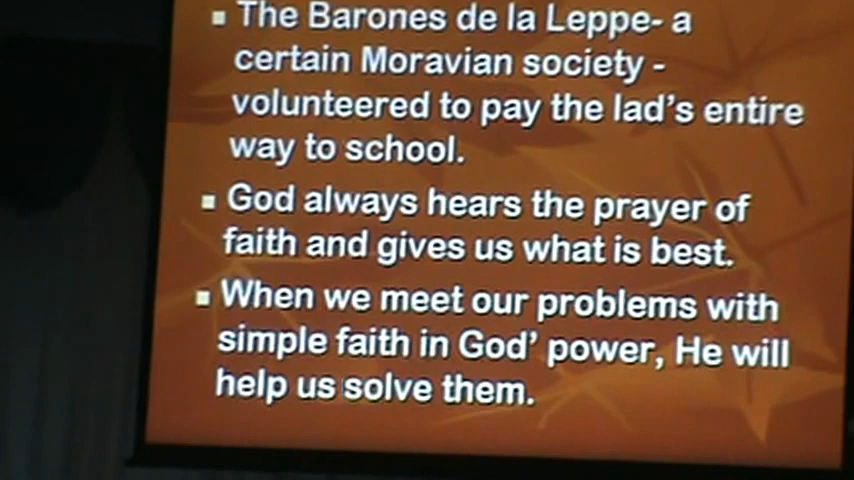 ▪ The Barones de la Leppe- a
certain Moravian society -
volunteered to pay the lad's entire
way to school.
▪ God always hears the prayer of
faith and gives us what is best.
▪ When we meet our problems with
simple faith in God' power, He will
help us solve them.